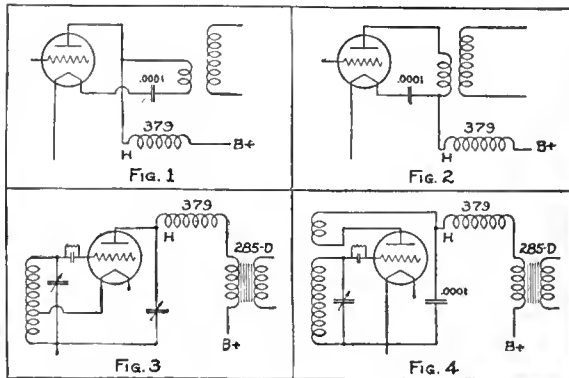 .0001
379
H
B+
FIG. 1
.0001
379
H
B+
FIG. 2
379
H
285-D
B+
FIG. 3
379
H
285-D
.0001
B+
FIG. 4